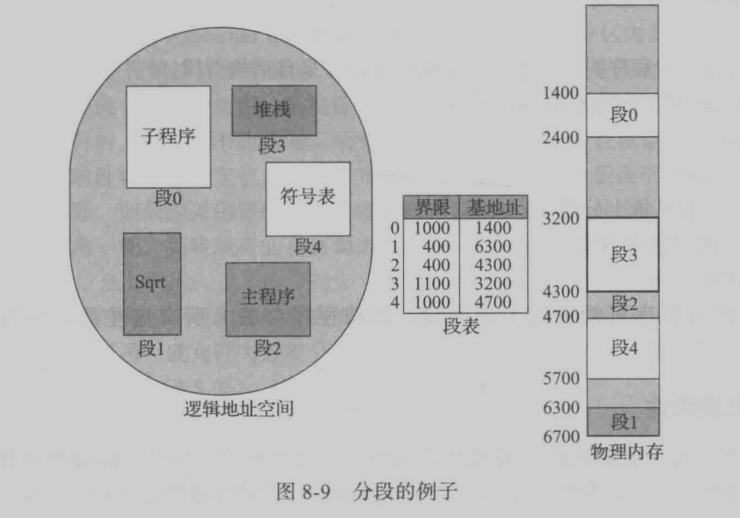 子程序
段0
堆栈
段3
符号表
段4
Sqrt
段1
主程序
段2
逻辑地址空间
界限 基地址
0 1000 1400
1 400 6300
2 400 4300
3 1100 3200
4 1000 4700
段表
1400
段0
2400
3200
段3
4300
段2
4700
段4
5700
6300
段1
6700
物理内存
图 8-9 分段的例子